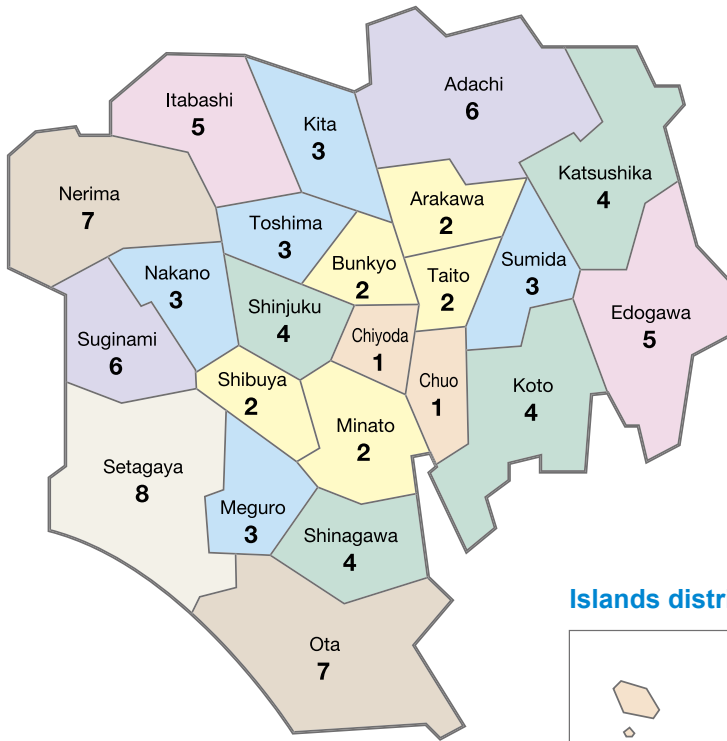 Adachi
6
Itabashi
5
Kita
3
Katsushika
4
Nerima
7
Arakawa
2
Toshima
3
Bunkyo
2
Taito
2
Sumida
3
Nakano
3
Shinjuku
4
Edogawa
5
Suginami
6
Chiyoda
1
Shibuya
2
Chuo
1
Koto
4
Minato
2
Setagaya
8
Meguro
3
Shinagawa
4
Islands distr
Ota
7